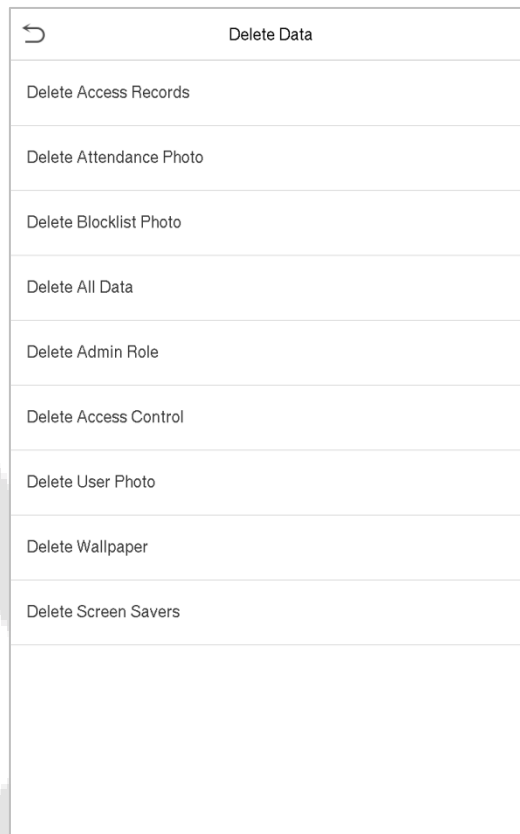 Delete Data
Delete Access Records
Delete Attendance Photo
Delete Blocklist Photo
Delete All Data
Delete Admin Role
Delete Access Control
Delete User Photo
Delete Wallpaper
Delete Screen Savers